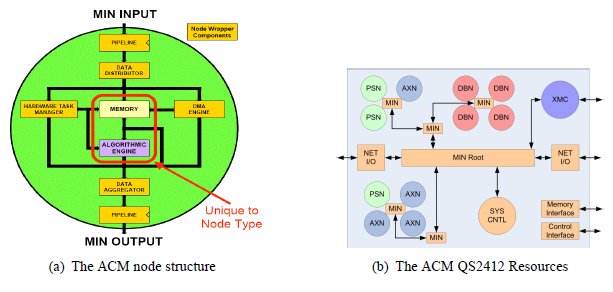 MIN INPUT
Node Wrapper
Components
PIPELINE
DATA
DISTRIBUTOR
HARDWARE TASK
MANAGER
MEMORY
DMA
ENGINE
ALGORITHMIC
ENGINE
DATA
AGGREGATOR
PIPELINE
Unique to
Node Type
MIN OUTPUT
(a) The ACM node structure
PSN
AXN
PSN
MIN
MIN
DBN
DBN
MIN
DBN
DBN
XMC
NET
I/O
MIN Root
NET
I/O
PSN
AXN
MIN
AXN
AXN
MIN
SYS
CNTL
Memory
Interface
Control
Interface
(b) The ACM QS2412 Resources